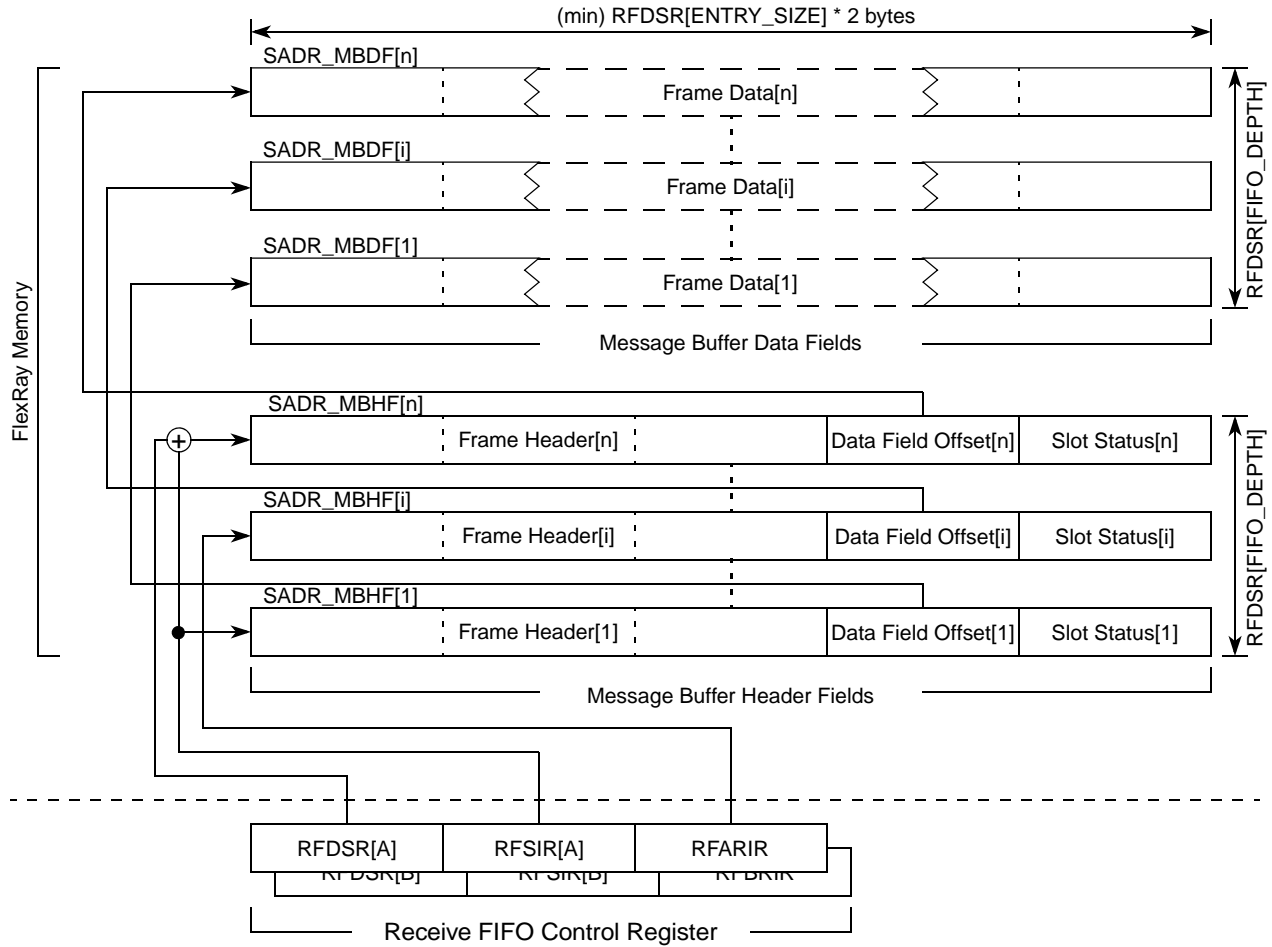 (min) RFDSR[ENTRY_SIZE] * 2 bytes
SADR_MBDF[n]
Frame Data[n]
SADR_MBDF[i]
Frame Data[i]
SADR_MBDF[1]
Frame Data[1]
RFDSR[FIFO_DEPTH]
Message Buffer Data Fields
FlexRay Memory
SADR_MBHF[n]
+
Frame Header[n]
Data Field Offset[n]
Slot Status[n]
SADR_MBHF[i]
Frame Header[i]
Data Field Offset[i]
Slot Status[i]
SADR_MBHF[1]
Frame Header[1]
Data Field Offset[1]
Slot Status[1]
RFDSR[FIFO_DEPTH]
Message Buffer Header Fields
RFDSR[A]
RFSIR[A]
RFARIR
RFDSR[B]
RFSIR[B]
RFBRIR
Receive FIFO Control Register